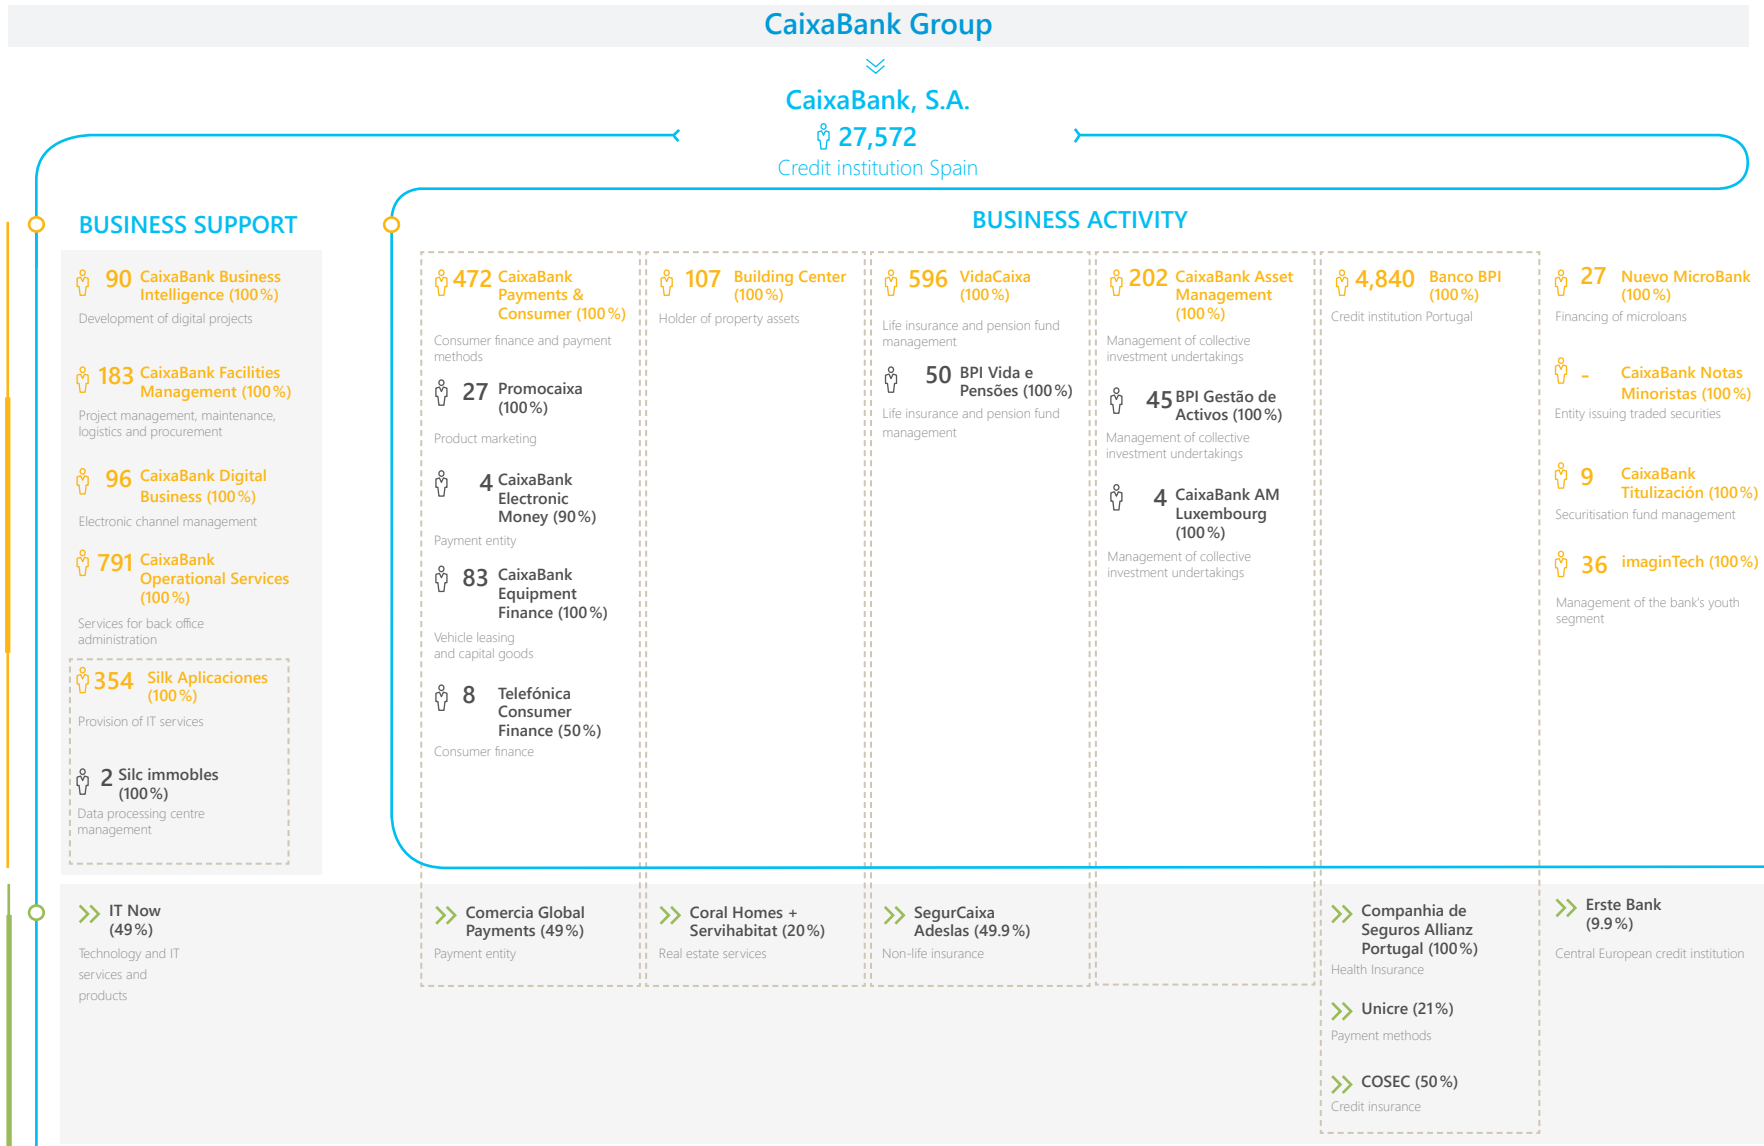 CaixaBank Group
CaixaBank, S.A.
27,572
Credit institution Spain
BUSINESS SUPPORT
90 CaixaBank Business
Intelligence (100%)
Development of digital projects
183 CaixaBank Facilities
Management (100%)
Project management, maintenance,
logistics and procurement
96 CaixaBank Digital
Business (100%)
Electronic channel management
791 CaixaBank
Operational Services
(100%)
Services for back office
administration
354 Silk Aplicaciones
(100%)
Provision of IT services
2 Silc immobles
(100%)
Data processing centre
management
BUSINESS ACTIVITY
472 CaixaBank
Payments &
Consumer (100%)
Consumer finance and payment
methods
27 Promocaixa
(100%)
Product marketing
4 CaixaBank
Electronic
Money (90%)
Payment entity
83 CaixaBank
Equipment
Finance (100%)
Vehicle leasing
and capital goods
8 Telefónica
Consumer
Finance (50%)
Consumer finance
107 Building Center
(100%)
Holder of property assets
596 VidaCaixa
(100%)
Life insurance and pension fund
management
50 BPI Vida e
Pensões (100%)
Life insurance and pension fund
management
202 CaixaBank Asset
Management
(100%)
Management of collective
investment undertakings
45 BPI Gestão de
Activos (100%)
Management of collective
investment undertakings
4 CaixaBank AM
Luxembourg
(100%)
Management of collective
investment undertakings
4,840 Banco BPI
(100%)
Credit institution Portugal
27 Nuevo MicroBank
(100%)
Financing of microloans
- CaixaBank Notas
Minoristas (100%)
Entity issuing traded securities
9 CaixaBank
Titulización (100%)
Securitisation fund management
36 imaginTech (100%)
Management of the bank's youth
segment
IT Now
(49%)
Technology and IT
services and
products
Comercia Global
Payments (49%)
Payment entity
Coral Homes +
Servihabitat (20%)
Real estate services
SegurCaixa
Adeslas (49.9%)
Non-life insurance
Companhia de
Seguros Allianz
Portugal (100%)
Health Insurance
Unicre (21%)
Payment methods
COSEC (50%)
Credit insurance
Erste Bank
(9.9%)
Central European credit institution